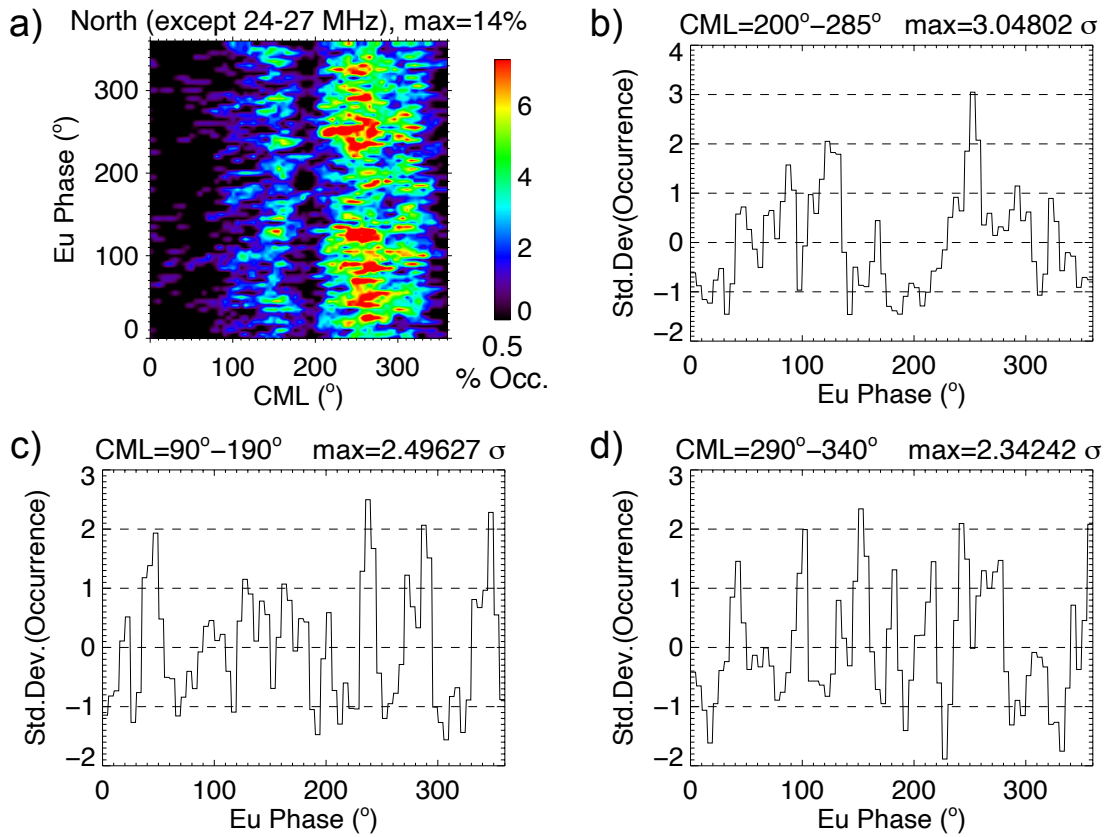 a)
North (except 24-27 MHz), max=14%
Eu Phase (°)
300
200
100
0
0 100 200 300
CML (°)
6
4
2
0
0.5
% Occ.
b)
CML=200°−285° max=3.04802 σ
Std.Dev(Occurrence)
4
3
2
1
0
−1
−2
0 100 200 300
Eu Phase (°)
c)
CML=90°−190° max=2.49627 σ
Std.Dev.(Occurrence)
3
2
1
0
−1
−2
0 100 200 300
Eu Phase (°)
d)
CML=290°−340° max=2.34242 σ
Std.Dev.(Occurrence)
3
2
1
0
−1
−2
0 100 200 300
Eu Phase (°)